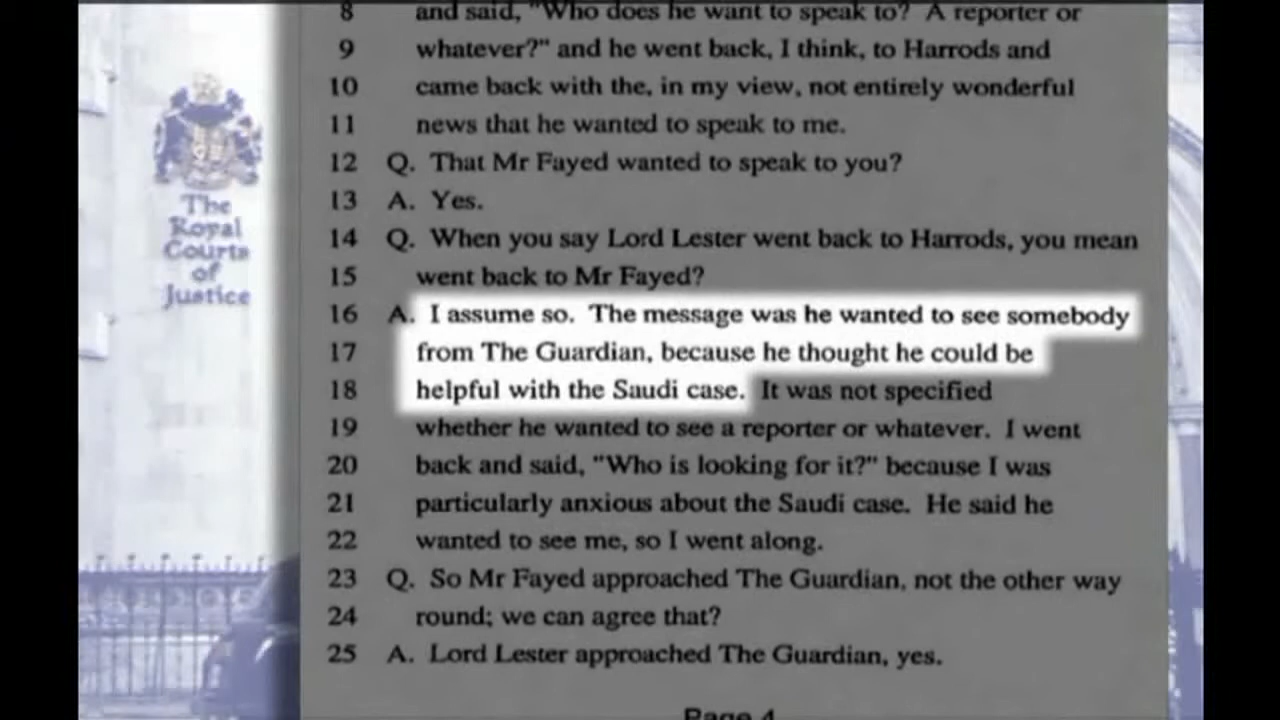 The
Royal
Courts
of
Justice
8 and said, "Who does he want to speak to? A reporter or
9 whatever?" and he went back, I think, to Harrods and
10 came back with the, in my view, not entirely wonderful
11 news that he wanted to speak to me.
12 Q. That Mr Fayed wanted to speak to you?
13 A. Yes.
14 Q. When you say Lord Lester went back to Harrods, you mean
15 went back to Mr Fayed?
16 A. I assume so. The message was he wanted to see somebody
17 from The Guardian, because he thought he could be
18 helpful with the Saudi case. It was not specified
19 whether he wanted to see a reporter or whatever. I went
20 back and said, "Who is looking for it?" because I was
21 particularly anxious about the Saudi case. He said he
22 wanted to see me, so I went along.
23 Q. So Mr Fayed approached The Guardian, not the other way
24 round; we can agree that?
25 A. Lord Lester approached The Guardian, yes.
Page 4